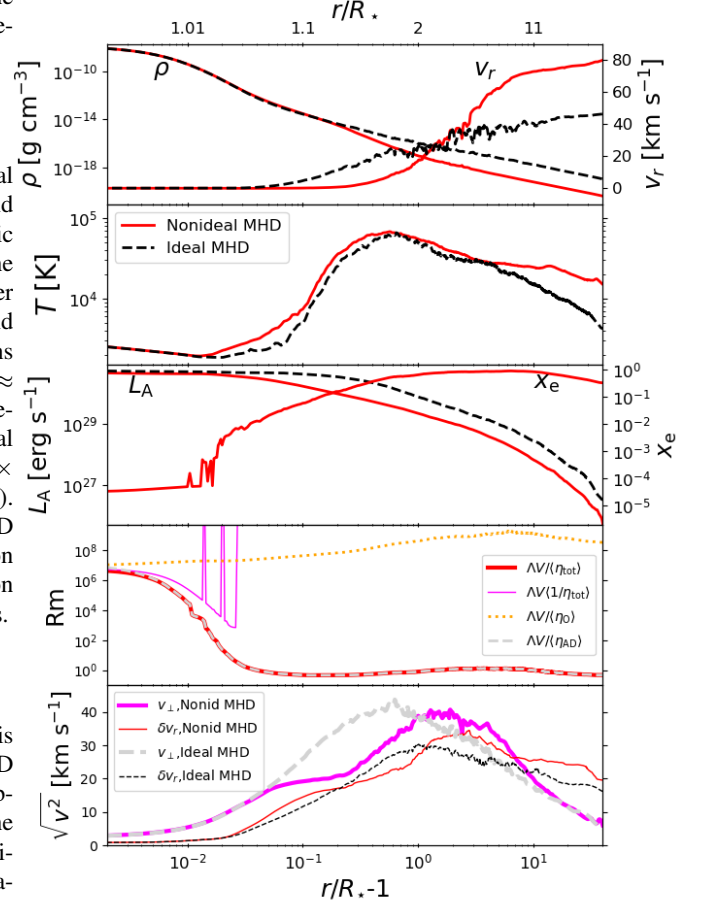 r/R⋆
1.01 1.1 2 11
ρ [g cm⁻³]
10⁻¹⁰
10⁻¹⁴
10⁻¹⁸
ρ
v_r
80
60
40
20
0
v_r [km s⁻¹]
T [K]
10⁵
10⁴
Nonideal MHD
Ideal MHD
L_A [erg s⁻¹]
10²⁹
10²⁷
L_A
x_e
10⁰
10⁻¹
10⁻²
10⁻³
10⁻⁴
10⁻⁵
x_e
Rm
10⁸
10⁶
10⁴
10²
10⁰
ΛV/⟨η_tot⟩
ΛV⟨1/η_tot⟩
ΛV/⟨η_O⟩
ΛV/⟨η_AD⟩
√v² [km s⁻¹]
40
30
20
10
0
v_⊥,Nonid MHD
δv_r,Nonid MHD
v_⊥,Ideal MHD
δv_r,Ideal MHD
10⁻² 10⁻¹ 10⁰ 10¹
r/R⋆-1